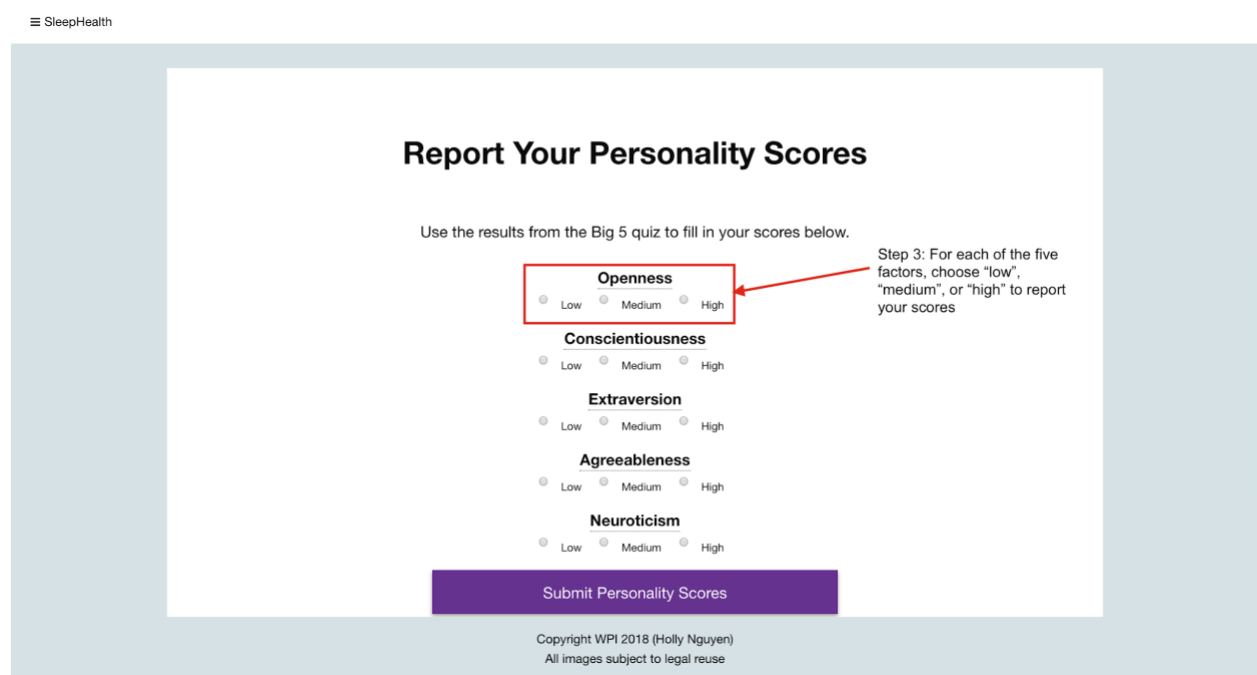 ≡ SleepHealth
Report Your Personality Scores
Use the results from the Big 5 quiz to fill in your scores below.
Step 3: For each of the five
factors, choose “low”,
“medium”, or “high” to report
your scores
Openness
Low Medium High
Conscientiousness
Low Medium High
Extraversion
Low Medium High
Agreeableness
Low Medium High
Neuroticism
Low Medium High
Submit Personality Scores
Copyright WPI 2018 (Holly Nguyen)
All images subject to legal reuse